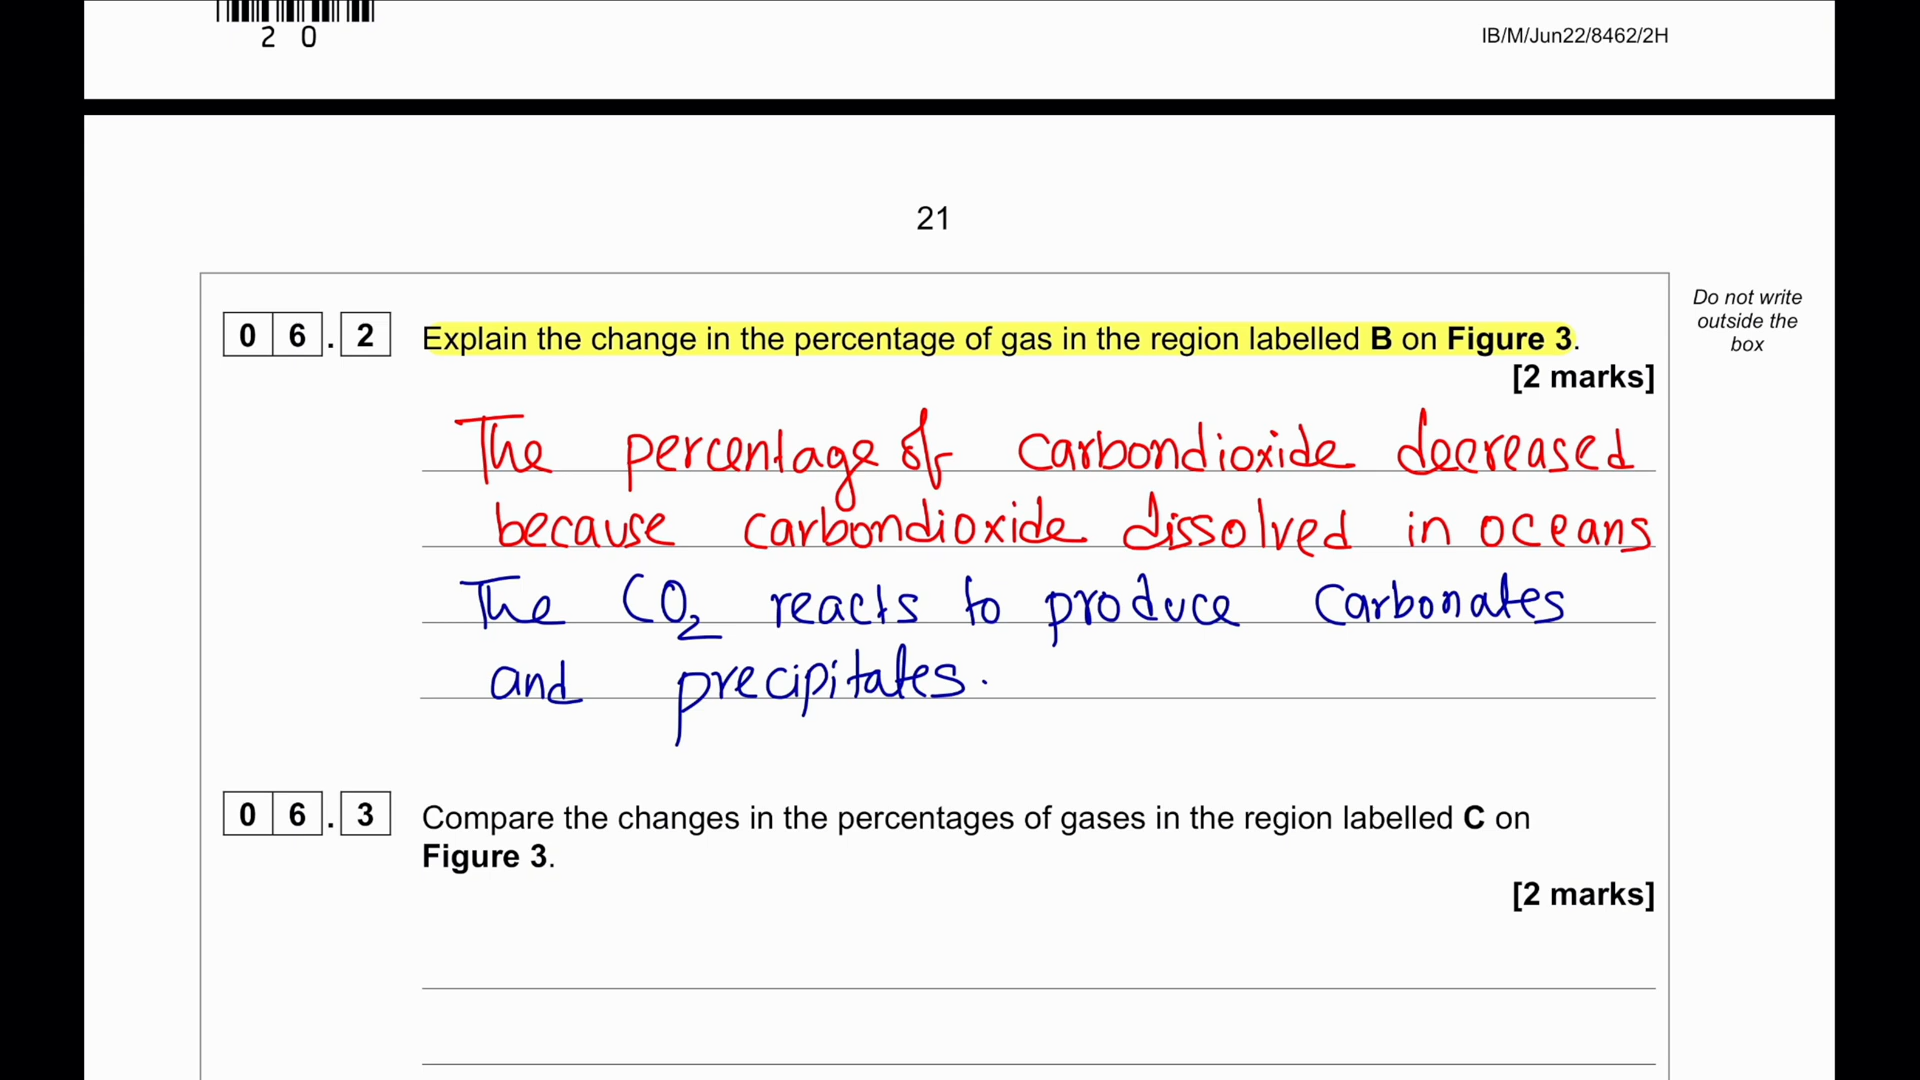 2 0
IB/M/Jun22/8462/2H
21
Do not write
outside the
box
0 6 . 2 Explain the change in the percentage of gas in the region labelled B on Figure 3.
[2 marks]
The percentage of carbondioxide decreased
because carbondioxide dissolved in oceans
The CO₂ reacts to produce Carbonates
and precipitates.
0 6 . 3 Compare the changes in the percentages of gases in the region labelled C on
Figure 3.
[2 marks]